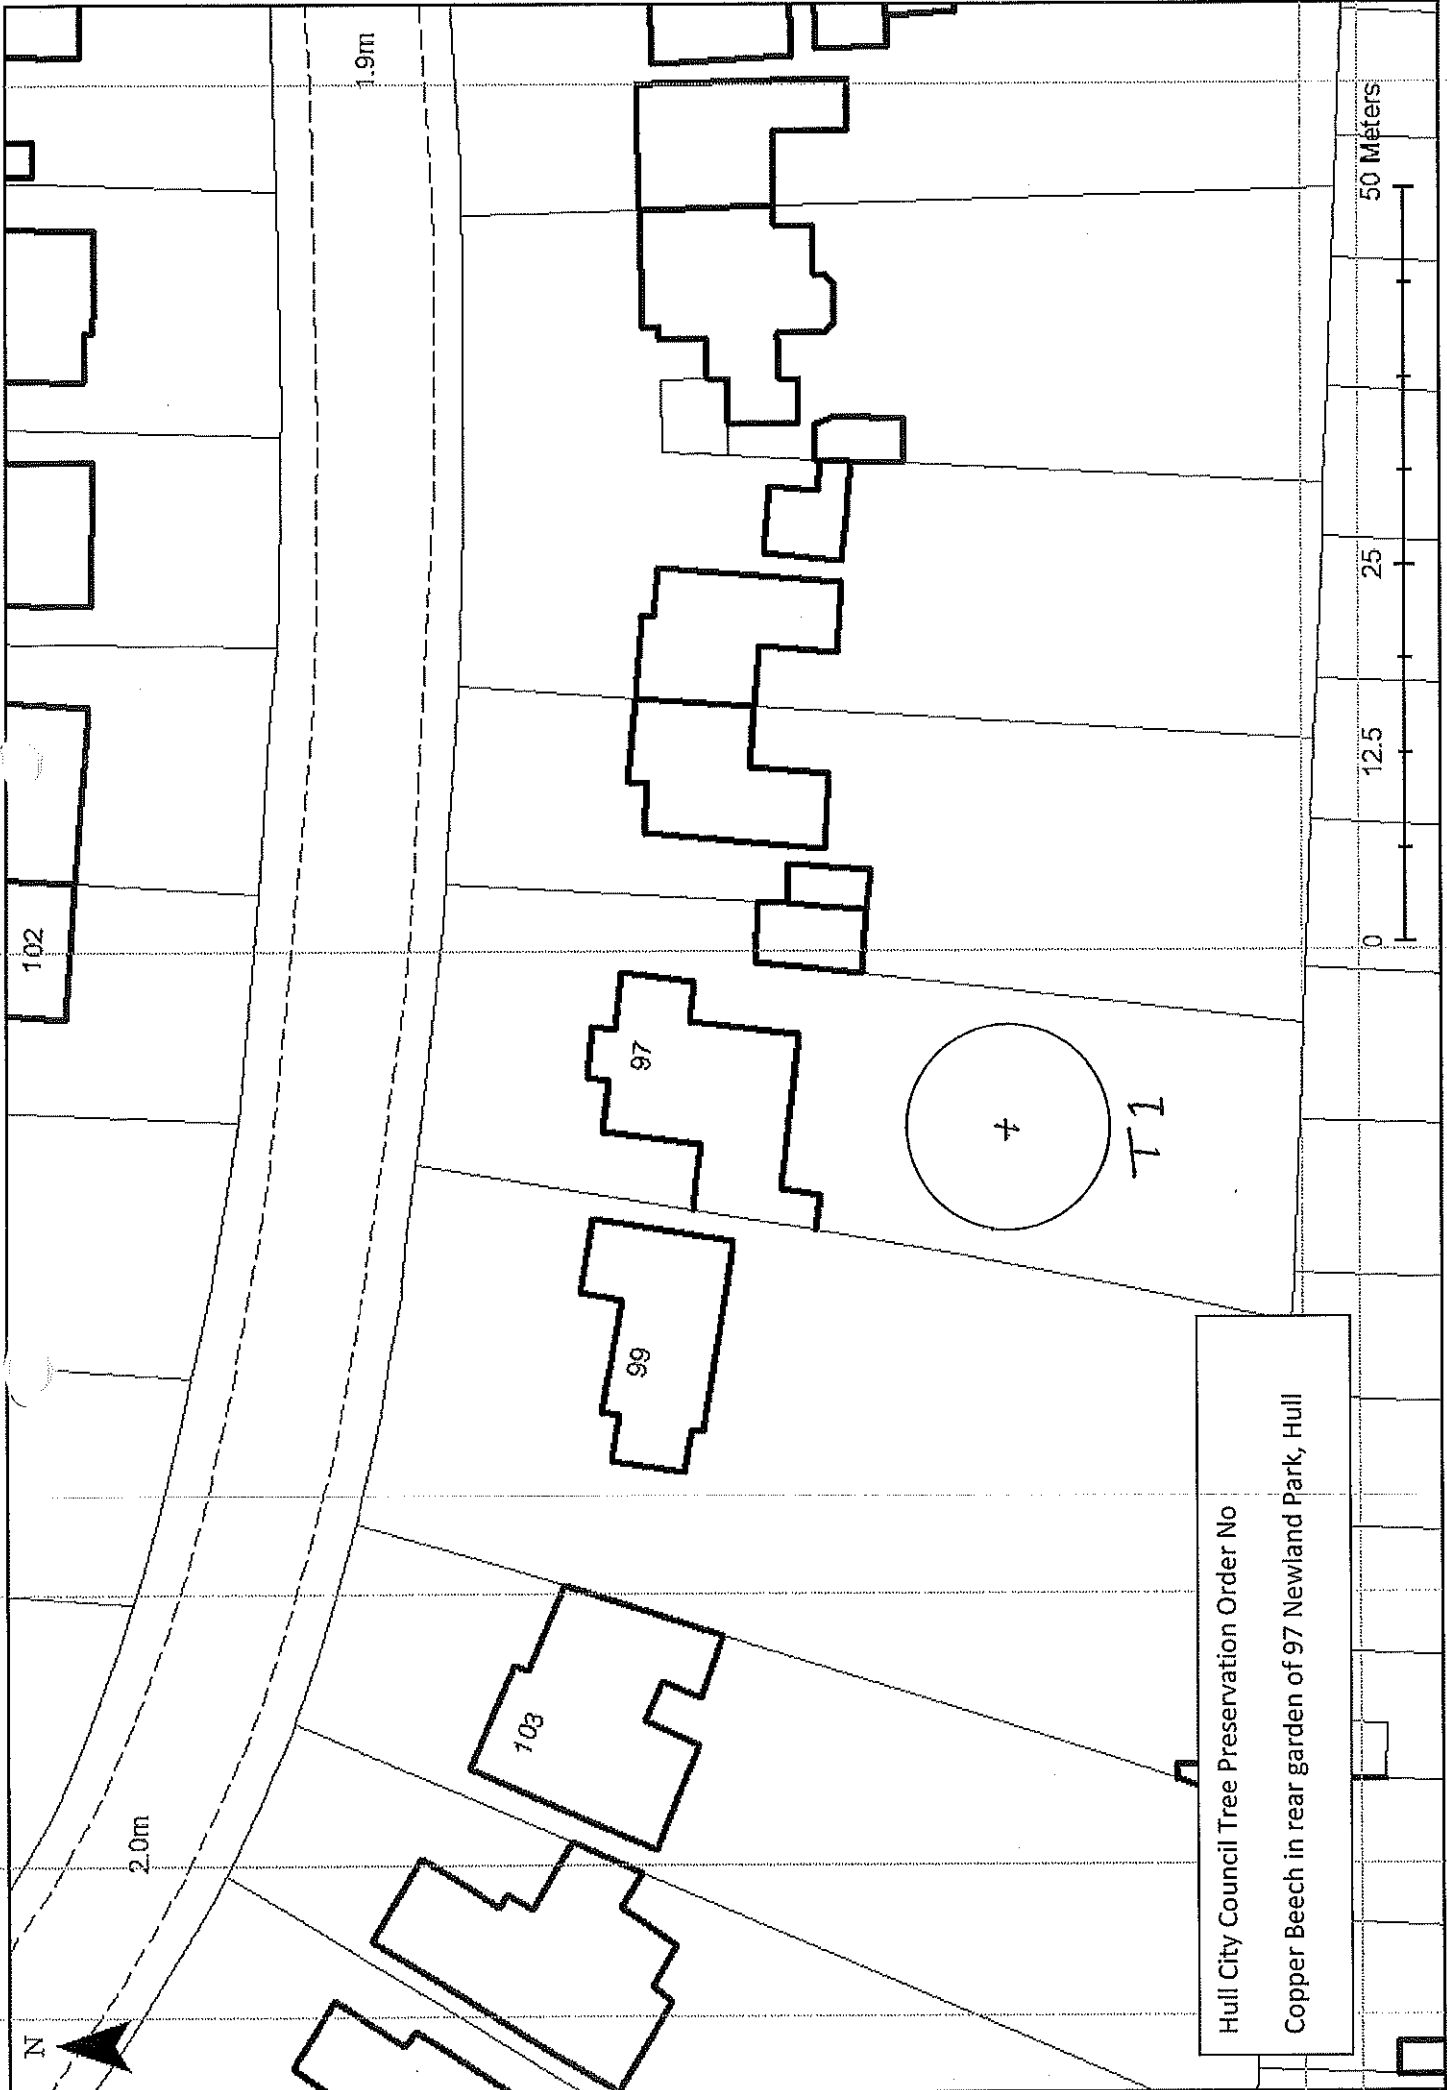 N
2.0m
1.9m
102
103
99
97
T1
Hull City Council Tree Preservation Order No
Copper Beech in rear garden of 97 Newland Park, Hull
0 12.5 25 50 Meters